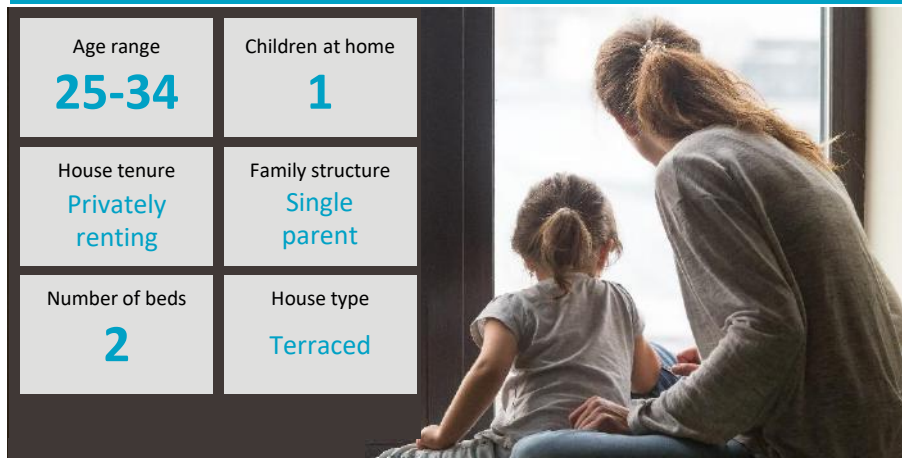 Age range
25-34
Children at home
1
House tenure
Privately
renting
Family structure
Single
parent
Number of beds
2
House type
Terraced